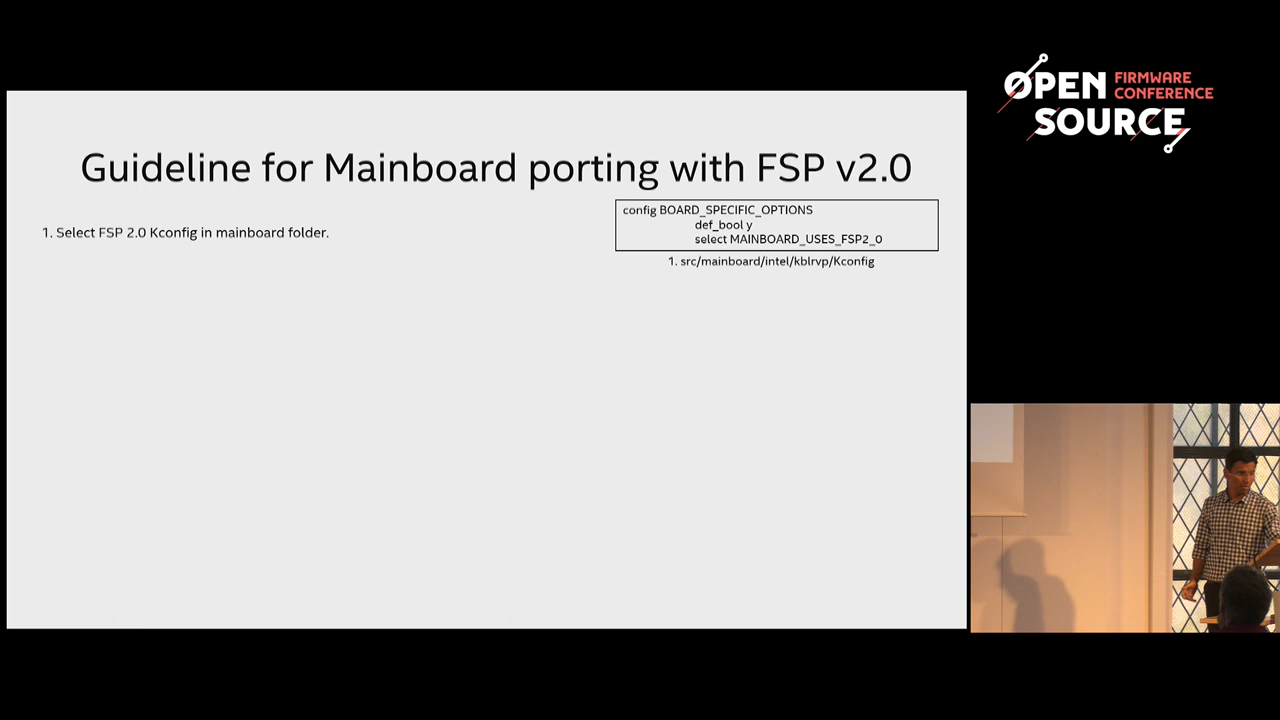 OPEN FIRMWARE
CONFERENCE
SOURCE
Guideline for Mainboard porting with FSP v2.0
1. Select FSP 2.0 Kconfig in mainboard folder.
config BOARD_SPECIFIC_OPTIONS
def_bool y
select MAINBOARD_USES_FSP2_0
1. src/mainboard/intel/kblrvp/Kconfig